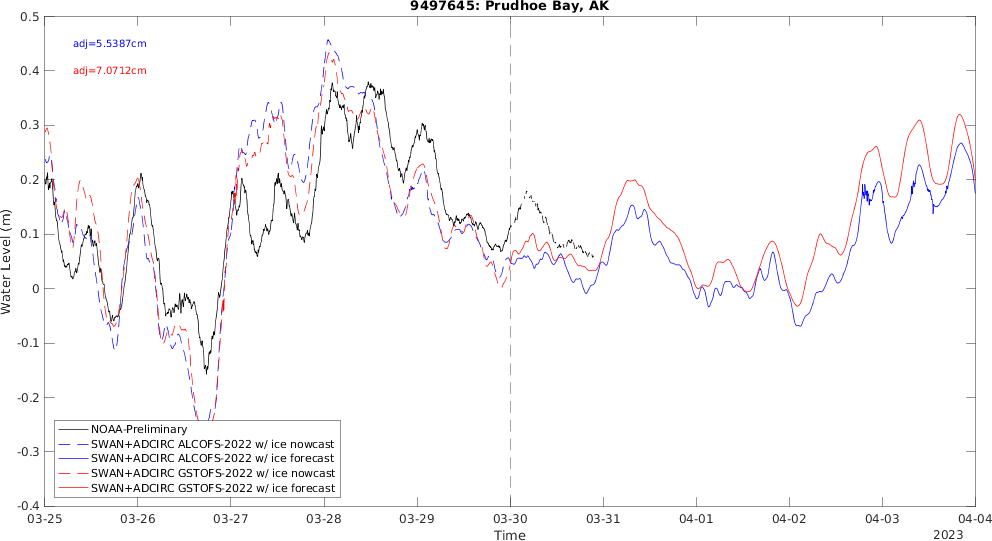 9497645: Prudhoe Bay, AK
adj=5.5387cm
adj=7.0712cm
0.5
0.4
0.3
0.2
0.1
0
-0.1
-0.2
-0.3
-0.4
Water Level (m)
NOAA-Preliminary
SWAN+ADCIRC ALCOFS-2022 w/ ice nowcast
SWAN+ADCIRC ALCOFS-2022 w/ ice forecast
SWAN+ADCIRC GSTOFS-2022 w/ ice nowcast
SWAN+ADCIRC GSTOFS-2022 w/ ice forecast
03-25 03-26 03-27 03-28 03-29 03-30 03-31 04-01 04-02 04-03 04-04
Time
2023